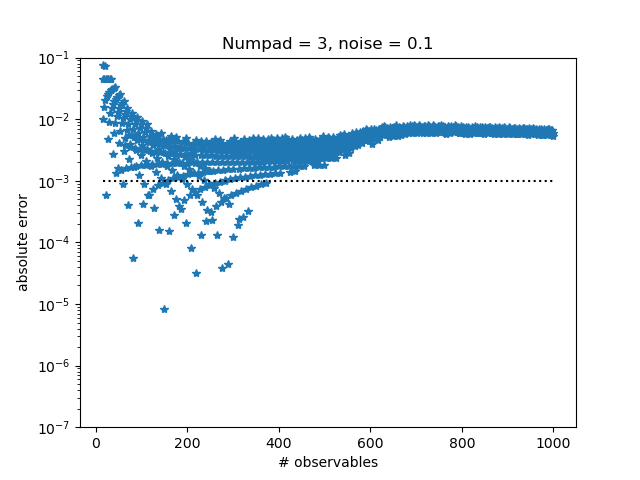 Numpad = 3, noise = 0.1
10⁻¹
10⁻²
10⁻³
10⁻⁴
10⁻⁵
10⁻⁶
10⁻⁷
absolute error
0 200 400 600 800 1000
# observables